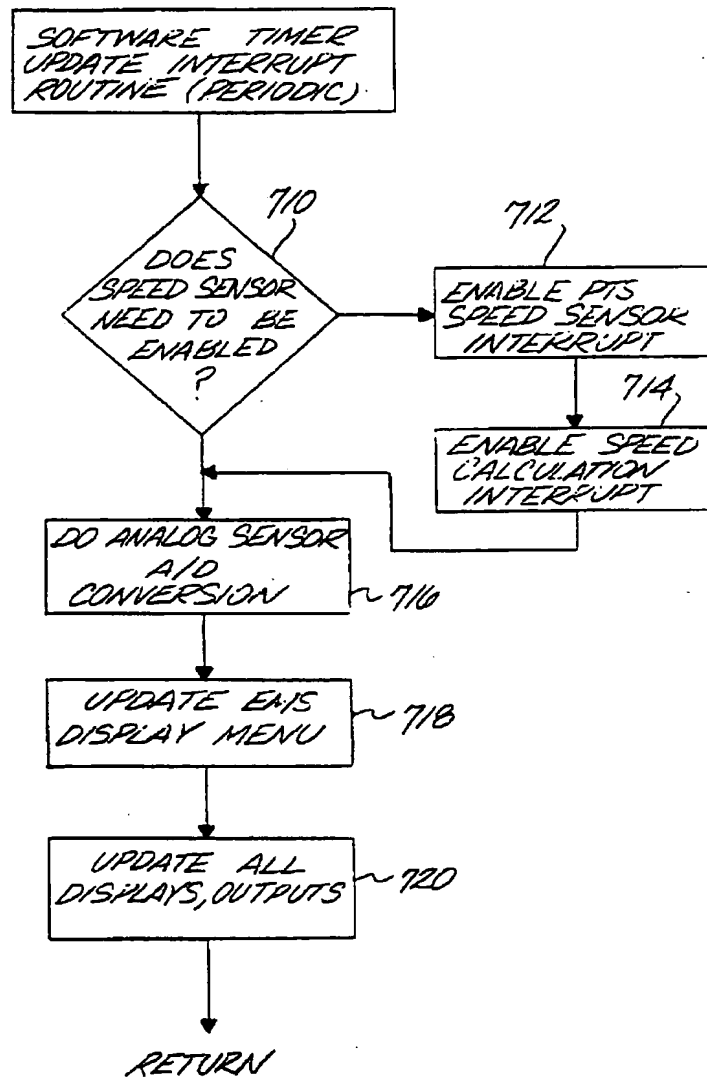 SOFTWARE TIMER
UPDATE INTERRUPT
ROUTINE (PERIODIC)
710
DOES
SPEED SENSOR
NEED TO BE
ENABLED
?
712
ENABLE PTS
SPEED SENSOR
INTERRUPT
714
ENABLE SPEED
CALCULATION
INTERRUPT
DO ANALOG SENSOR
A/D
CONVERSION
716
UPDATE EMS
DISPLAY MENU
718
UPDATE ALL
DISPLAYS, OUTPUTS
720
RETURN